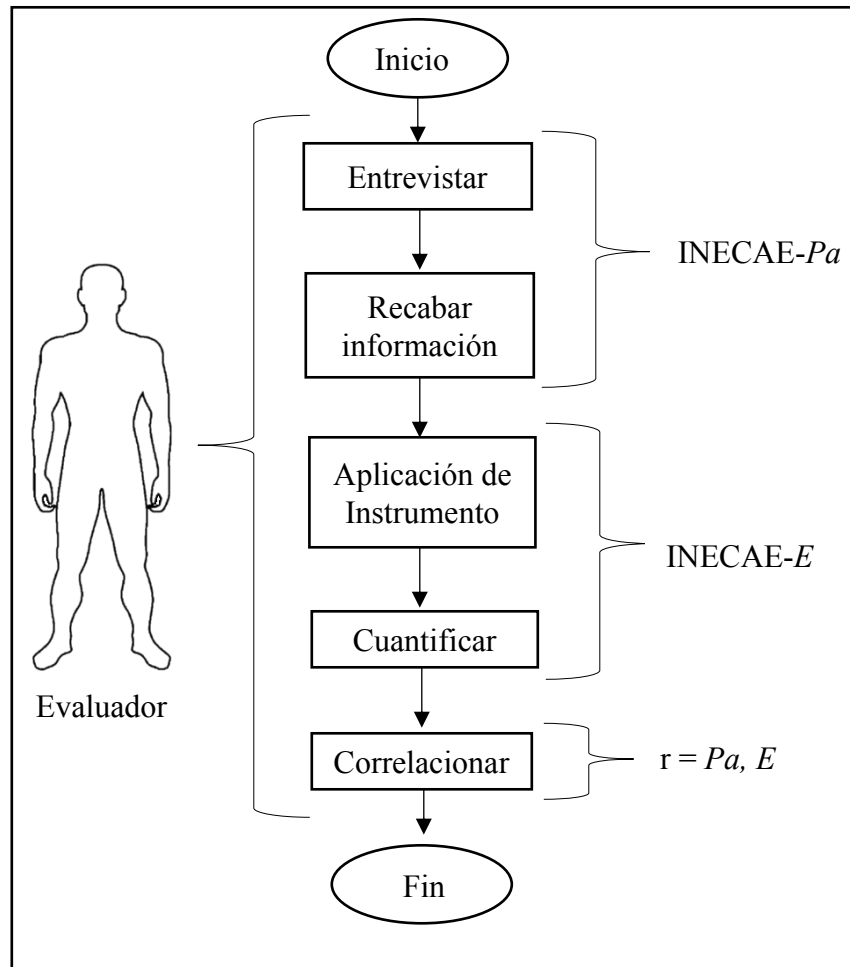 Inicio
Entrevistar
INECAE-Pa
Recabar
información
Aplicación de
Instrumento
INECAE-E
Cuantificar
Evaluador
Correlacionar
r = Pa, E
Fin